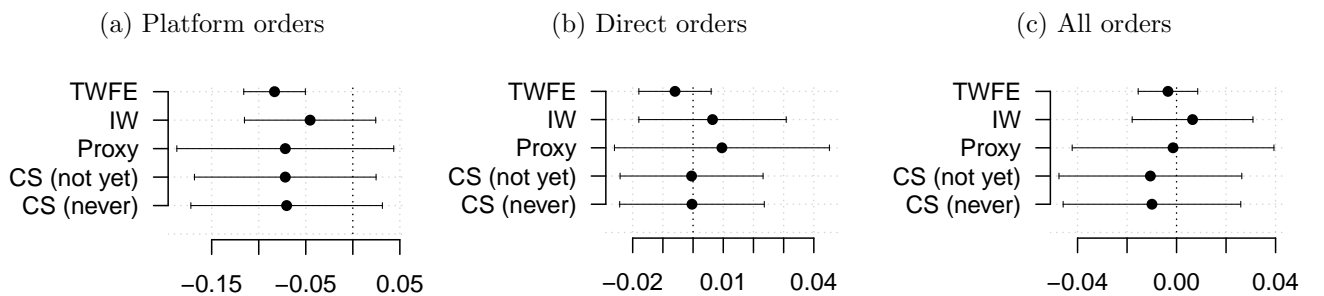 (a) Platform orders
TWFE
IW
Proxy
CS (not yet)
CS (never)
−0.15 −0.05 0.05
(b) Direct orders
TWFE
IW
Proxy
CS (not yet)
CS (never)
−0.02 0.01 0.04
(c) All orders
TWFE
IW
Proxy
CS (not yet)
CS (never)
−0.04 0.00 0.04